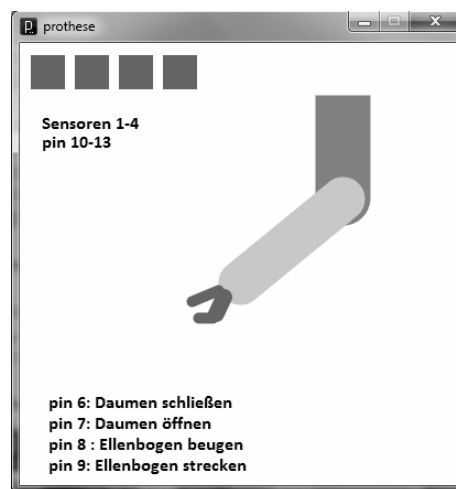 prothese
Sensoren 1-4
pin 10-13
pin 6: Daumen schließen
pin 7: Daumen öffnen
pin 8 : Ellenbogen beugen
pin 9: Ellenbogen strecken